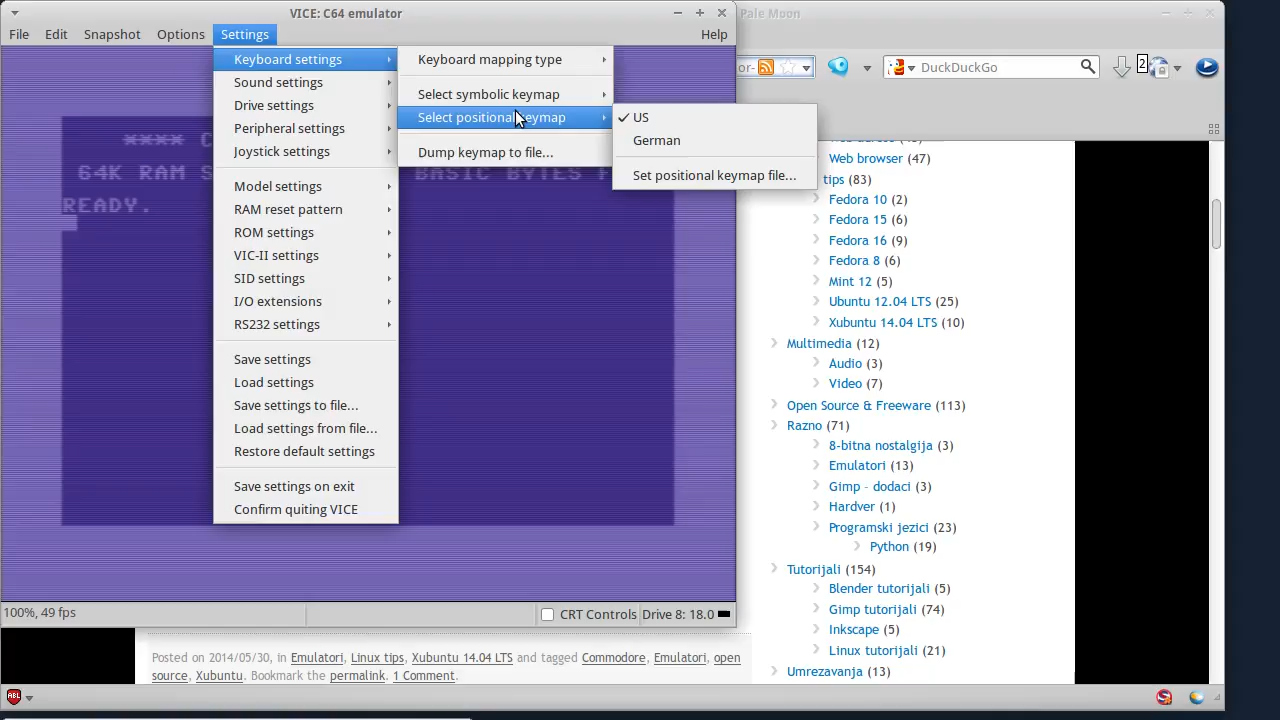 VICE: C64 emulator
File Edit Snapshot Options Settings Help
Keyboard settings
Sound settings
Drive settings
Peripheral settings
Joystick settings
Model settings
RAM reset pattern
ROM settings
VIC-II settings
SID settings
I/O extensions
RS232 settings
Save settings
Load settings
Save settings to file...
Load settings from file...
Restore default settings
Save settings on exit
Confirm quiting VICE
Keyboard mapping type
Select symbolic keymap
Select positional keymap
Dump keymap to file...
US
German
Set positional keymap file...
**** C
64K RAM S BASIC BYTES F
READY.
100%, 49 fps
CRT Controls
Drive 8: 18.0
Pale Moon
or-
DuckDuckGo
2
Web browser (47)
tips (83)
Fedora 10 (2)
Fedora 15 (6)
Fedora 16 (9)
Fedora 8 (6)
Mint 12 (5)
Ubuntu 12.04 LTS (25)
Xubuntu 14.04 LTS (10)
Multimedia (12)
Audio (3)
Video (7)
Open Source & Freeware (113)
Razno (71)
8-bitna nostalgija (3)
Emulatori (13)
Gimp - dodaci (3)
Hardver (1)
Programski jezici (23)
Python (19)
Tutorijali (154)
Blender tutorijali (5)
Gimp tutorijali (74)
Inkscape (5)
Linux tutorijali (21)
Umrezavanja (13)
Posted on 2014/05/30, in Emulatori, Linux tips, Xubuntu 14.04 LTS and tagged Commodore, Emulatori, open
source, Xubuntu. Bookmark the permalink. 1 Comment.
ABL